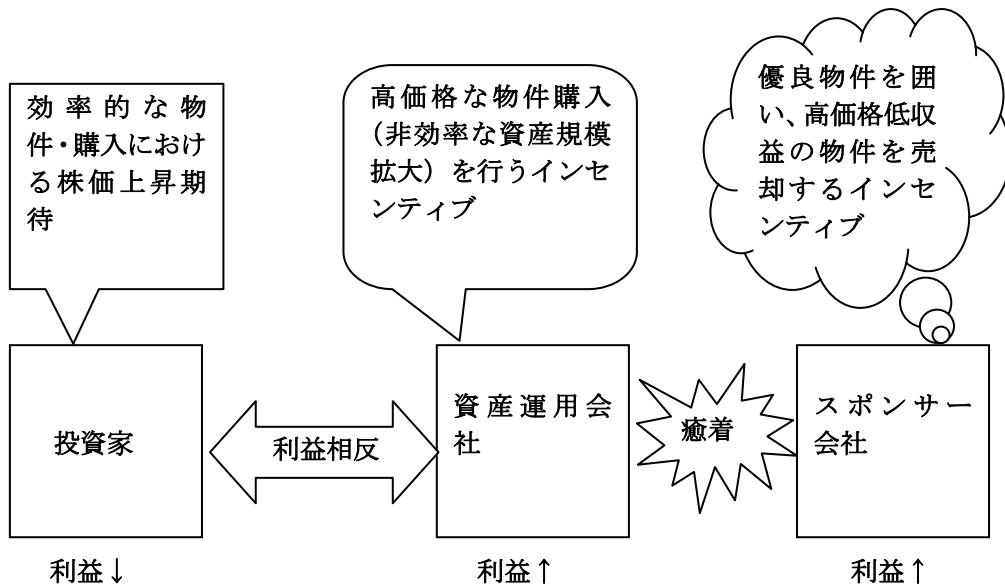 効率的な物
件・購入におけ
る株価上昇期
待
高価格な物件購入
（非効率な資産規模
拡大）を行うインセ
ンティブ
優良物件を囲
い、高価格低収
益の物件を売
却するインセ
ンティブ
投資家
利益相反
資産運用会
社
癒着
スポンサー
会社
利益↓
利益↑
利益↑